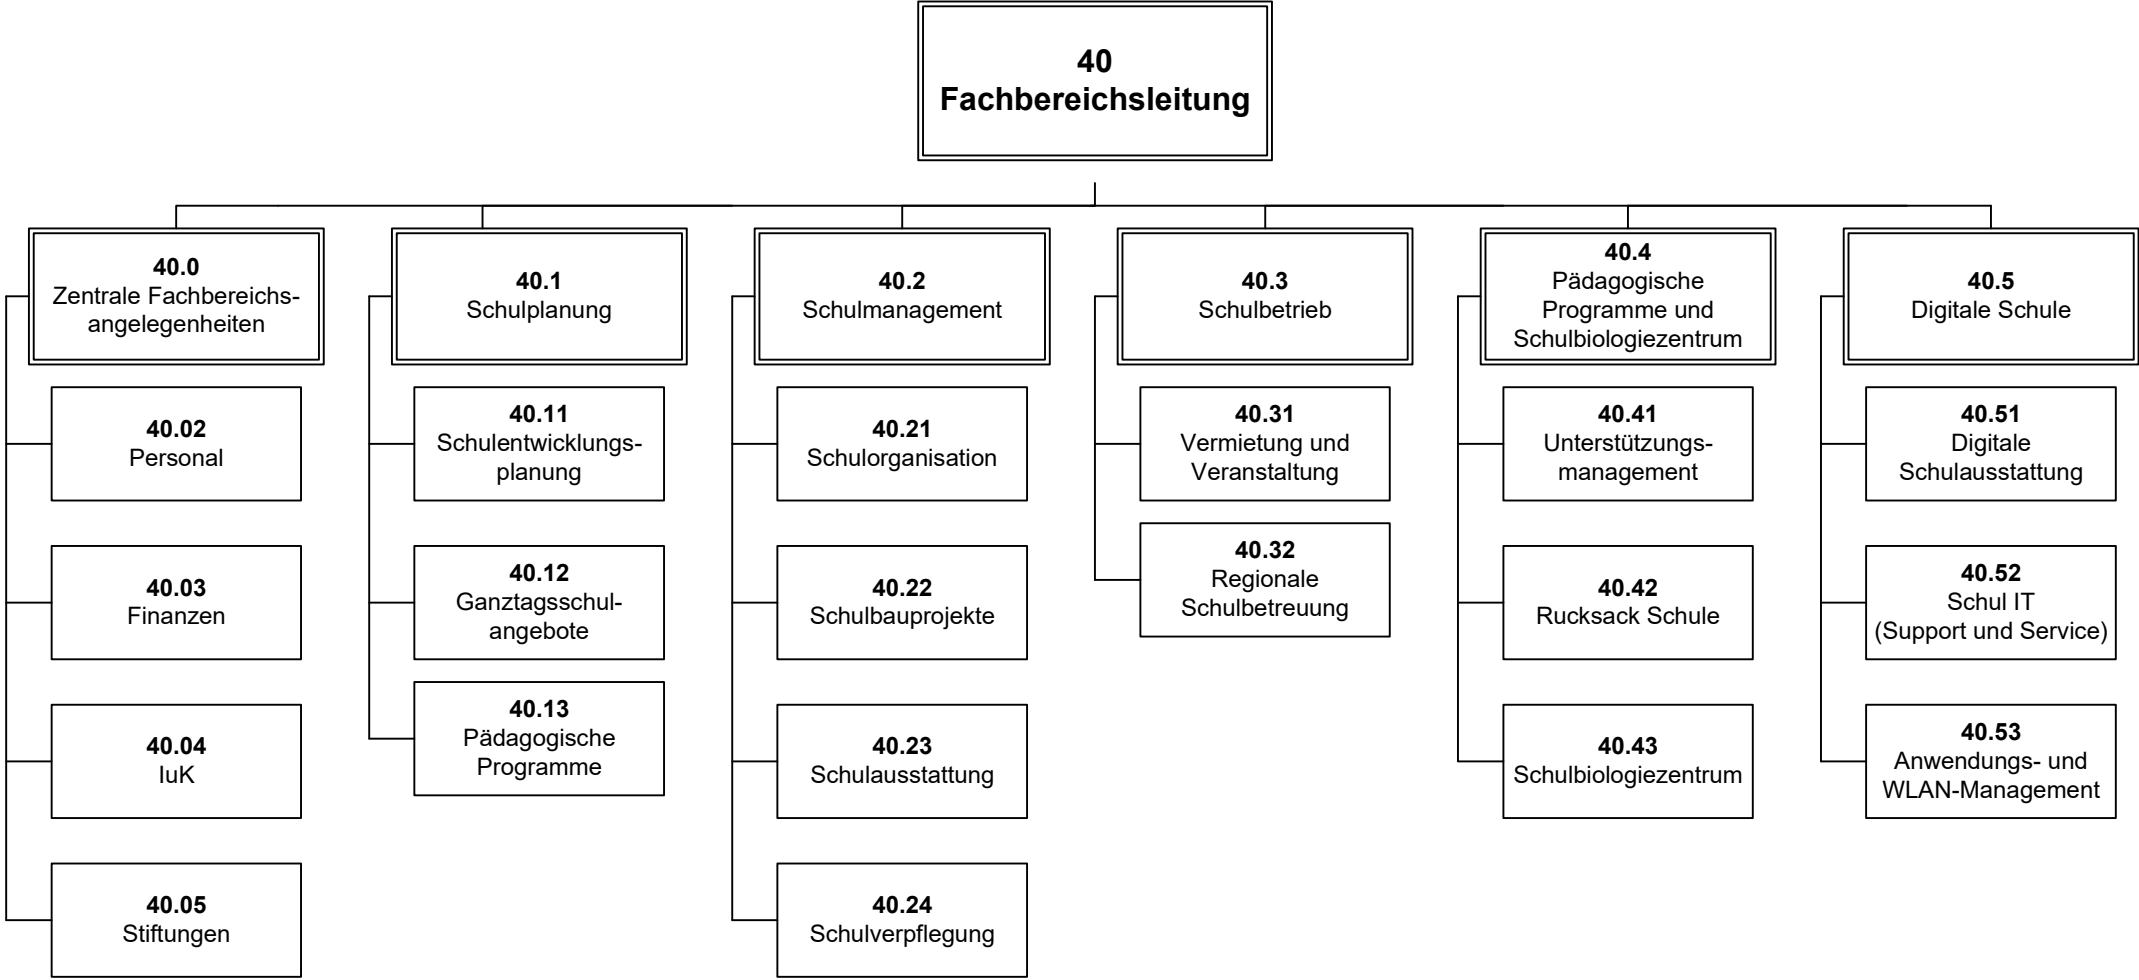 40
Fachbereichsleitung
40.0
Zentrale Fachbereichs-
angelegenheiten
40.02
Personal
40.03
Finanzen
40.04
IuK
40.05
Stiftungen
40.1
Schulplanung
40.11
Schulentwicklungs-
planung
40.12
Ganztagsschul-
angebote
40.13
Pädagogische
Programme
40.2
Schulmanagement
40.21
Schulorganisation
40.22
Schulbauprojekte
40.23
Schulausstattung
40.24
Schulverpflegung
40.3
Schulbetrieb
40.31
Vermietung und
Veranstaltung
40.32
Regionale
Schulbetreuung
40.4
Pädagogische
Programme und
Schulbiologiezentrum
40.41
Unterstützungs-
management
40.42
Rucksack Schule
40.43
Schulbiologiezentrum
40.5
Digitale Schule
40.51
Digitale
Schulausstattung
40.52
Schul IT
(Support und Service)
40.53
Anwendungs- und
WLAN-Management